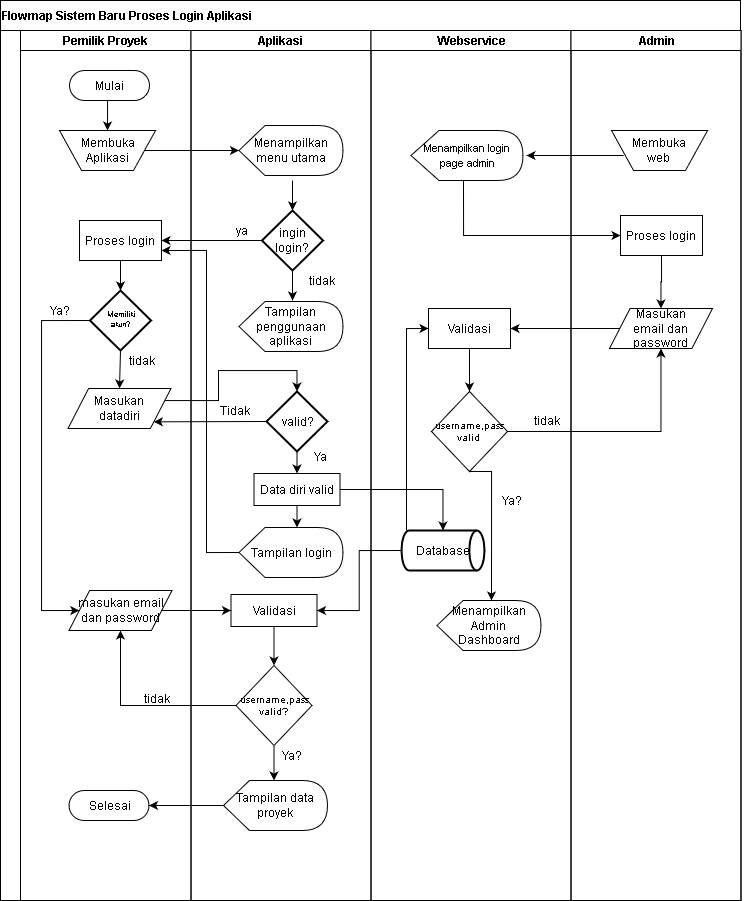 Flowmap Sistem Baru Proses Login Aplikasi
Pemilik Proyek
Aplikasi
Webservice
Admin
Mulai
Membuka
Aplikasi
Menampilkan
menu utama
Menampilkan login
page admin
Membuka
web
Proses login
ya
ingin
login?
Proses login
tidak
Ya?
Memiliki
akun?
Tampilan
penggunaan
aplikasi
Validasi
Masukan
email dan
password
tidak
Masukan
datadiri
Tidak
valid?
username,pass
valid
tidak
Ya
Data diri valid
Ya?
Tampilan login
Database
masukan email
dan password
Validasi
Menampilkan
Admin
Dashboard
tidak
username,pass
valid?
Ya?
Selesai
Tampilan data
proyek